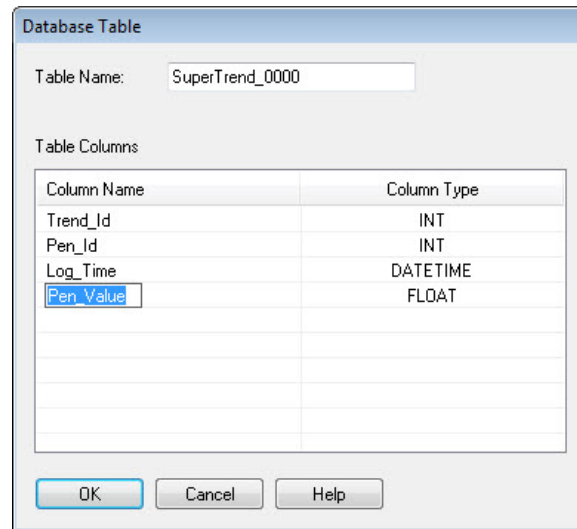 Database Table
Table Name: SuperTrend_0000
Table Columns
Column Name Column Type
Trend_Id INT
Pen_Id INT
Log_Time DATETIME
Pen_Value FLOAT
OK Cancel Help